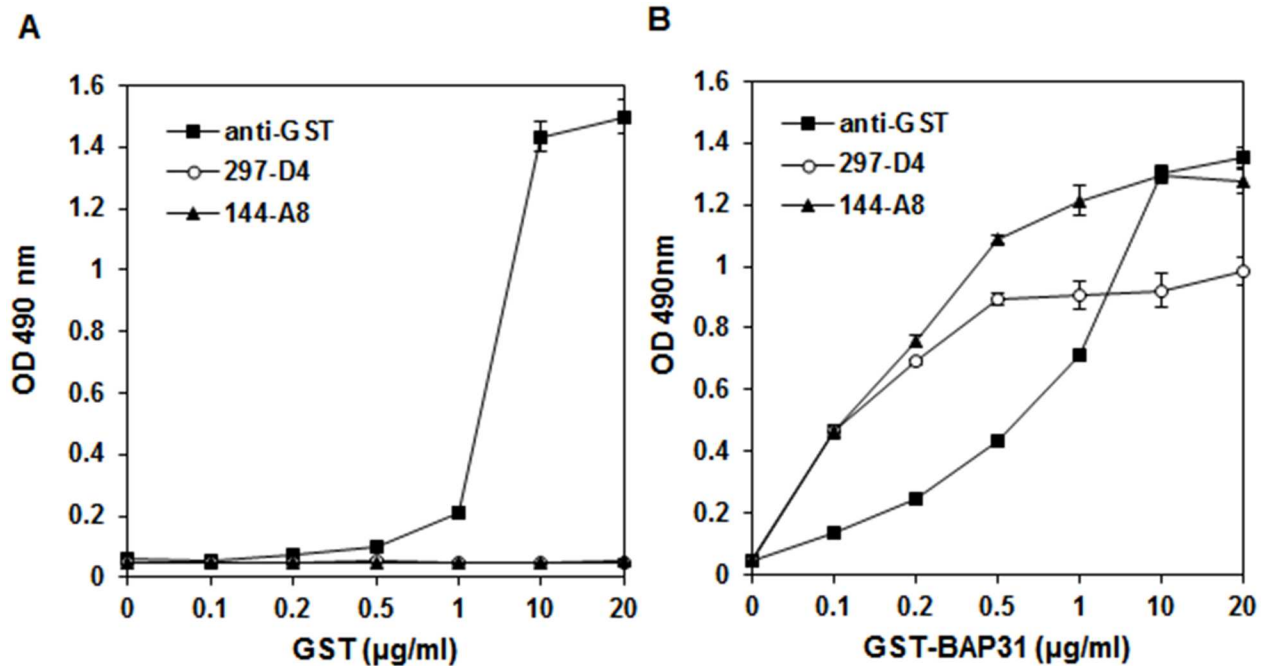 A
1.6
1.4
1.2
1
0.8
0.6
0.4
0.2
0
OD 490 nm
anti-GST
297-D4
144-A8
0 0.1 0.2 0.5 1 10 20
GST (µg/ml)
B
1.6
1.4
1.2
1
0.8
0.6
0.4
0.2
0
OD 490nm
anti-GST
297-D4
144-A8
0 0.1 0.2 0.5 1 10 20
GST-BAP31 (µg/ml)